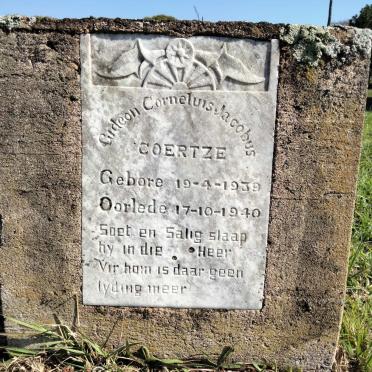 Gideon Cornelius Jacobus
COERTZE
Gebore 19-4-1939
Oorlede 17-10-1940
Soet en Salig slaap
hy in die Heer
Vir hom is daar geen
lyding meer